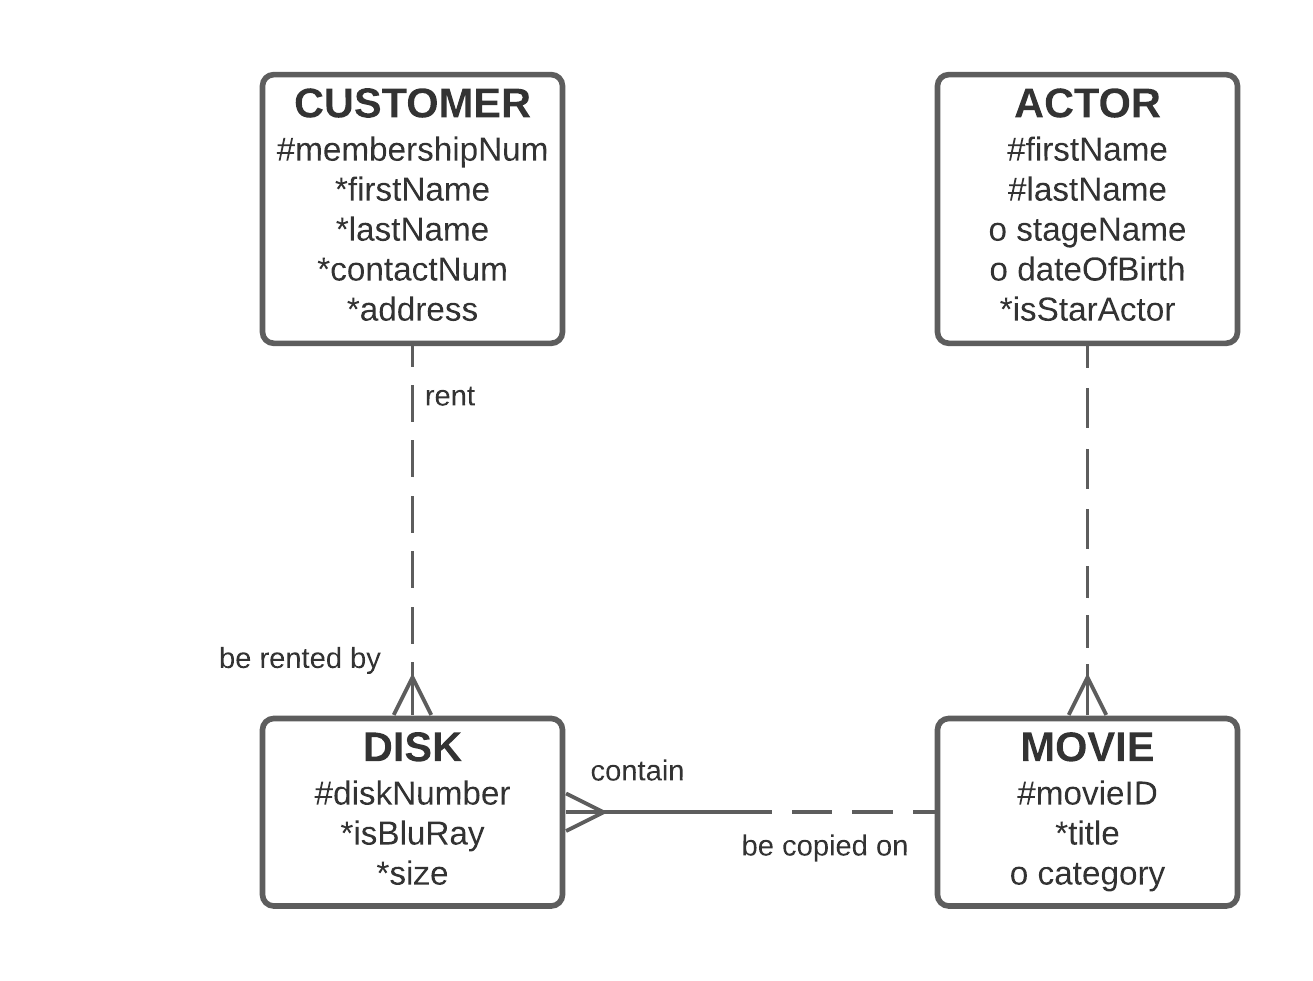 CUSTOMER
#membershipNum
*firstName
*lastName
*contactNum
*address
ACTOR
#firstName
#lastName
o stageName
o dateOfBirth
*isStarActor
rent
be rented by
DISK
#diskNumber
*isBluRay
*size
contain
be copied on
MOVIE
#movieID
*title
o category